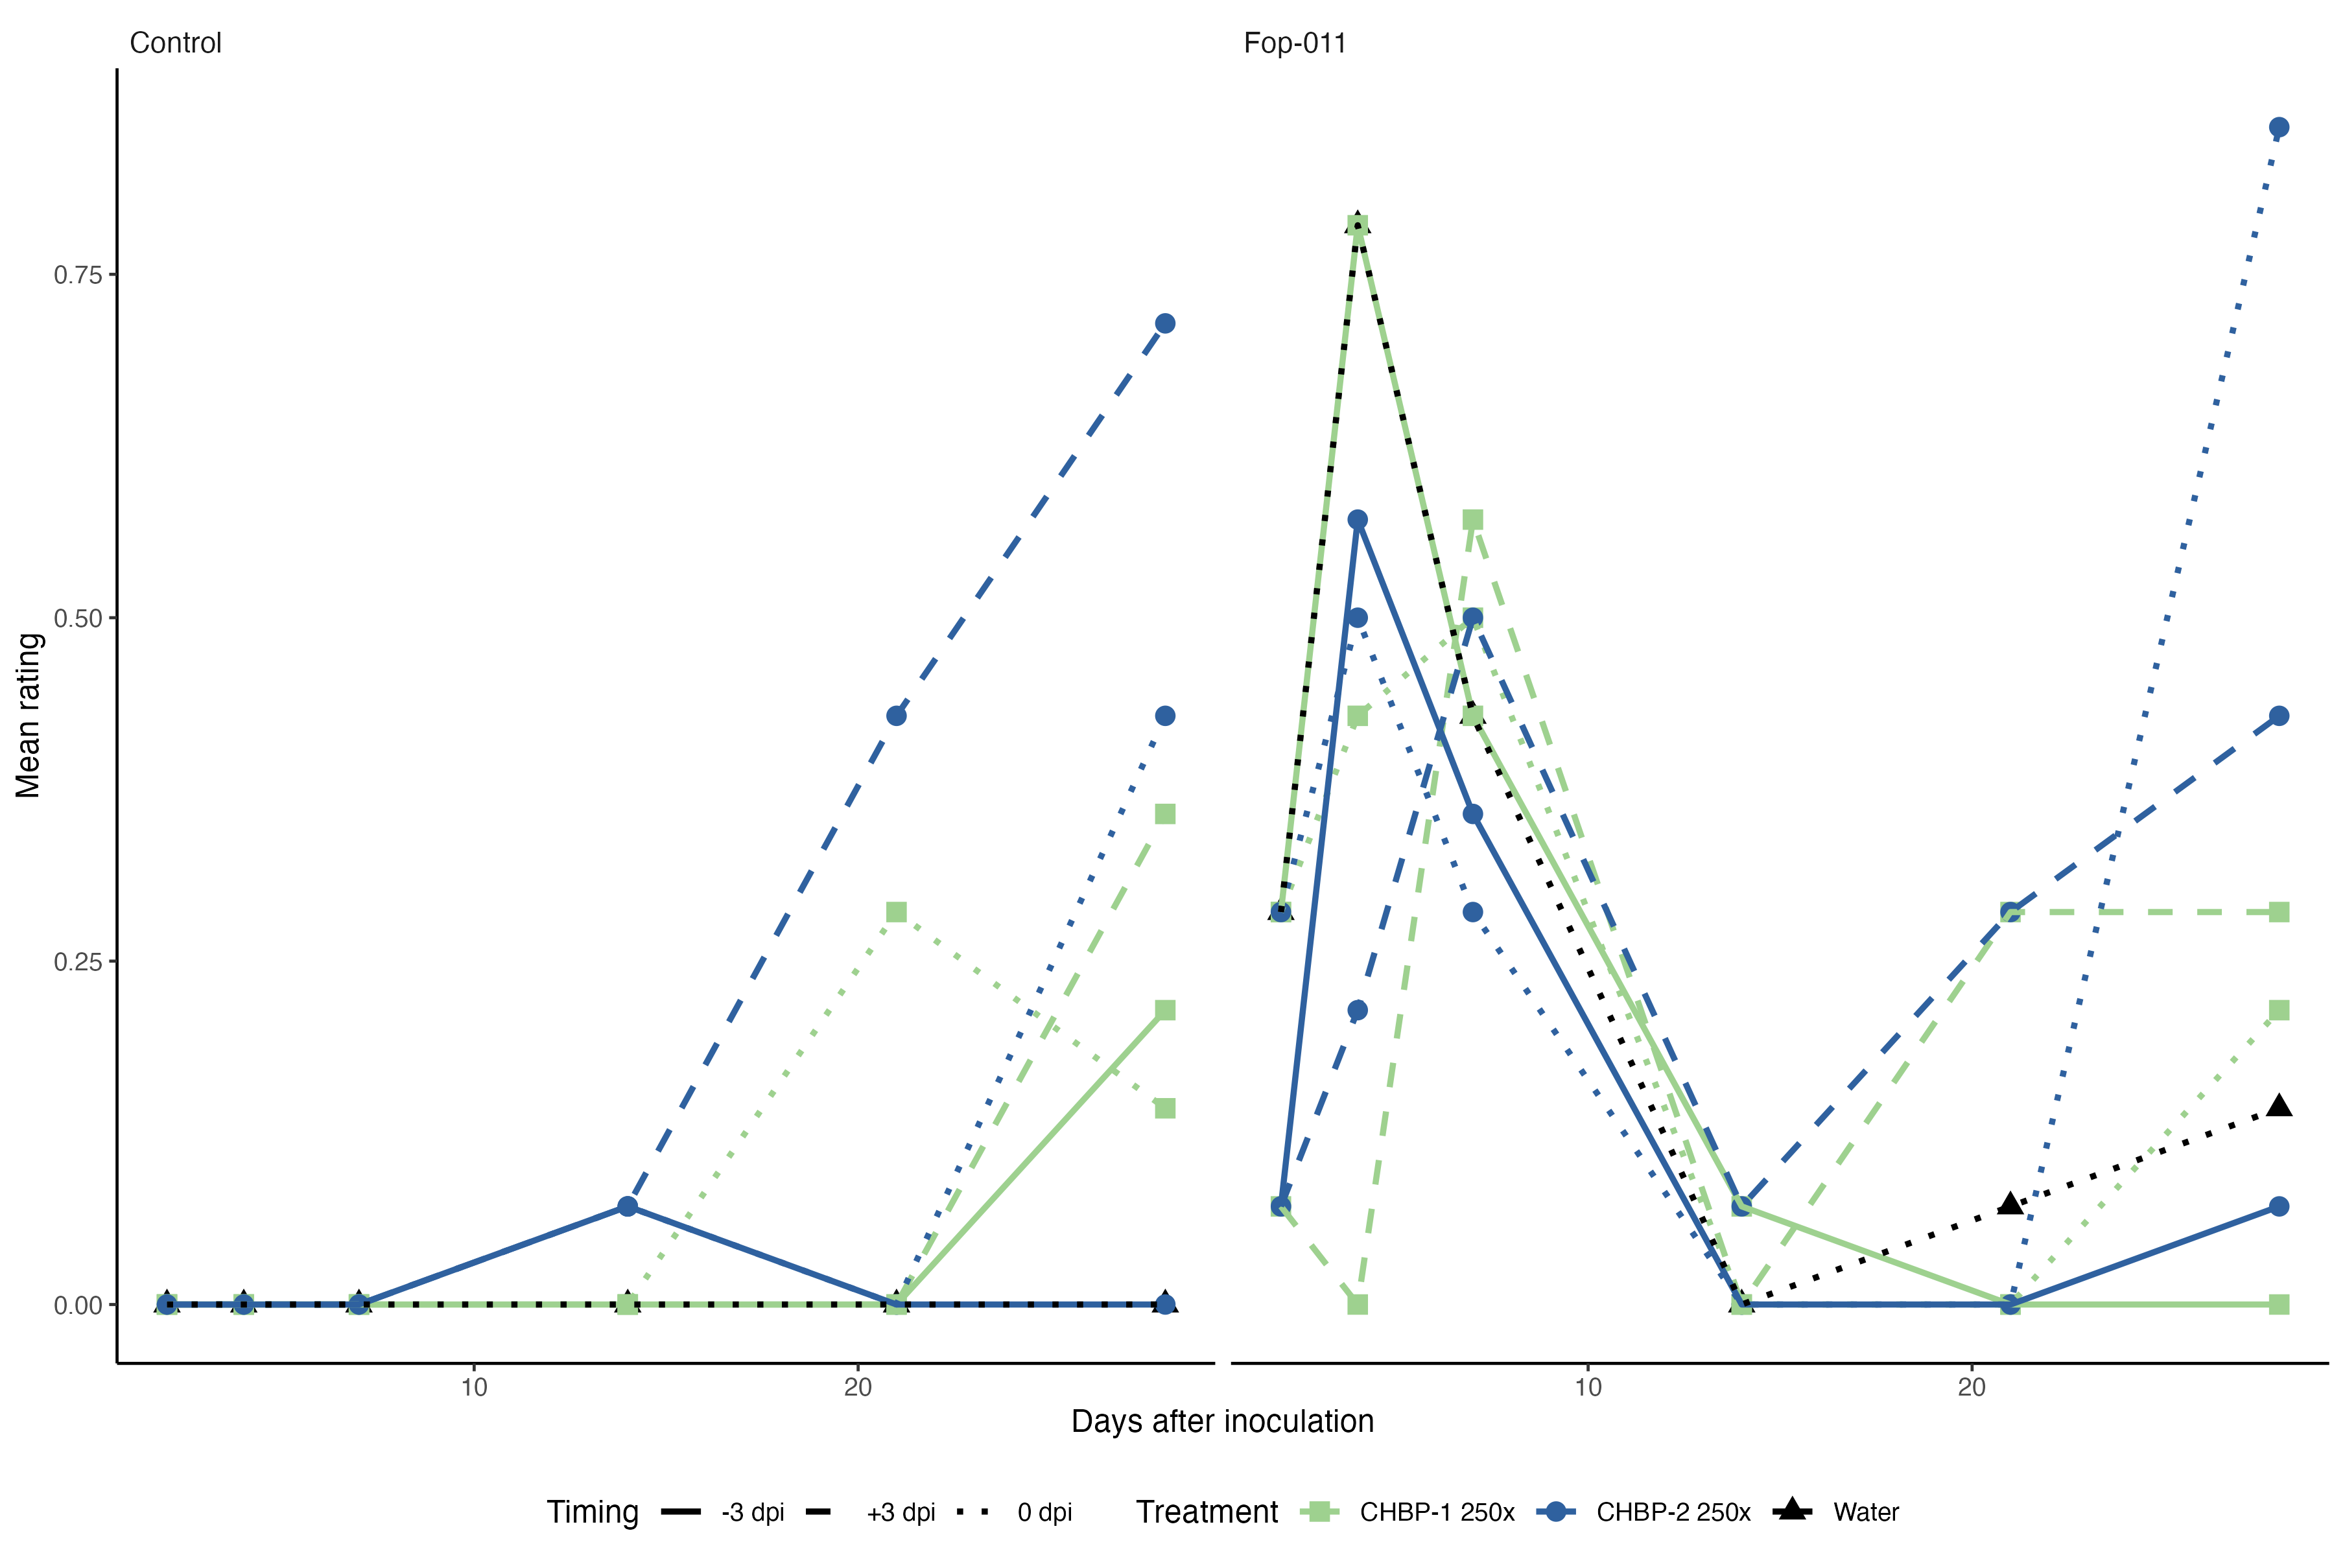 Control
Fop-011
Mean rating
0.75
0.50
0.25
0.00
10
20
10
20
Days after inoculation
Timing -3 dpi +3 dpi 0 dpi Treatment CHBP-1 250x CHBP-2 250x Water